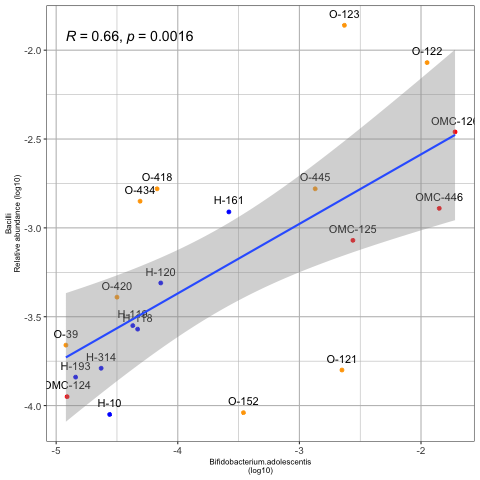 R = 0.66, p = 0.0016
O-123
O-122
OMC-126
O-418
O-434
O-445
H-161
OMC-446
OMC-125
H-120
O-420
H-118
O-39
H-314
H-193
O-121
OMC-124
H-10
O-152
-2.0
-2.5
-3.0
-3.5
-4.0
Bacilli
Relative abundance (log10)
-5
-4
-3
-2
Bifidobacterium.adolescentis
(log10)